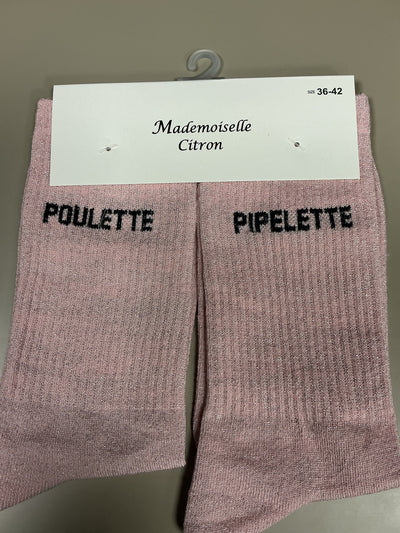 SIZE 36-42
Mademoiselle
Citron
POULETTE PIPELETTE